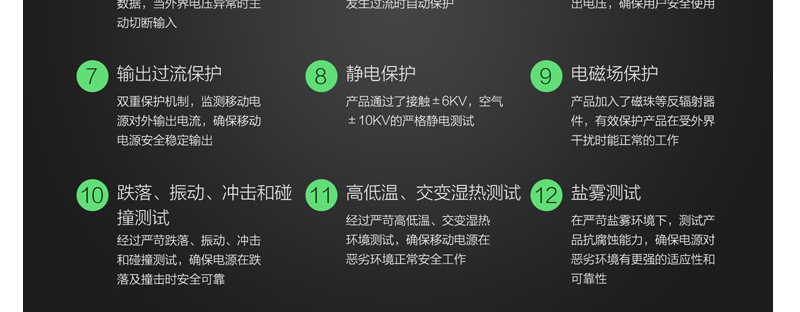 数据，当外界电压异常时主
动切断输入
发生过流时自动保护
出电压，确保用户安全使用
7 输出过流保护
双重保护机制，监测移动电
源对外输出电流，确保移动
电源安全稳定输出
8 静电保护
产品通过了接触±6KV，空气
±10KV的严格静电测试
9 电磁场保护
产品加入了磁珠等反辐射器
件，有效保护产品在受外界
干扰时能正常的工作
10 跌落、振动、冲击和碰
撞测试
经过严苛跌落、振动、冲击
和碰撞测试，确保电源在跌
落及撞击时安全可靠
11 高低温、交变湿热测试
经过严苛高低温、交变湿热
环境测试，确保移动电源在
恶劣环境正常安全工作
12 盐雾测试
在严苛盐雾环境下，测试产
品抗腐蚀能力，确保电源对
恶劣环境有更强的适应性和
可靠性